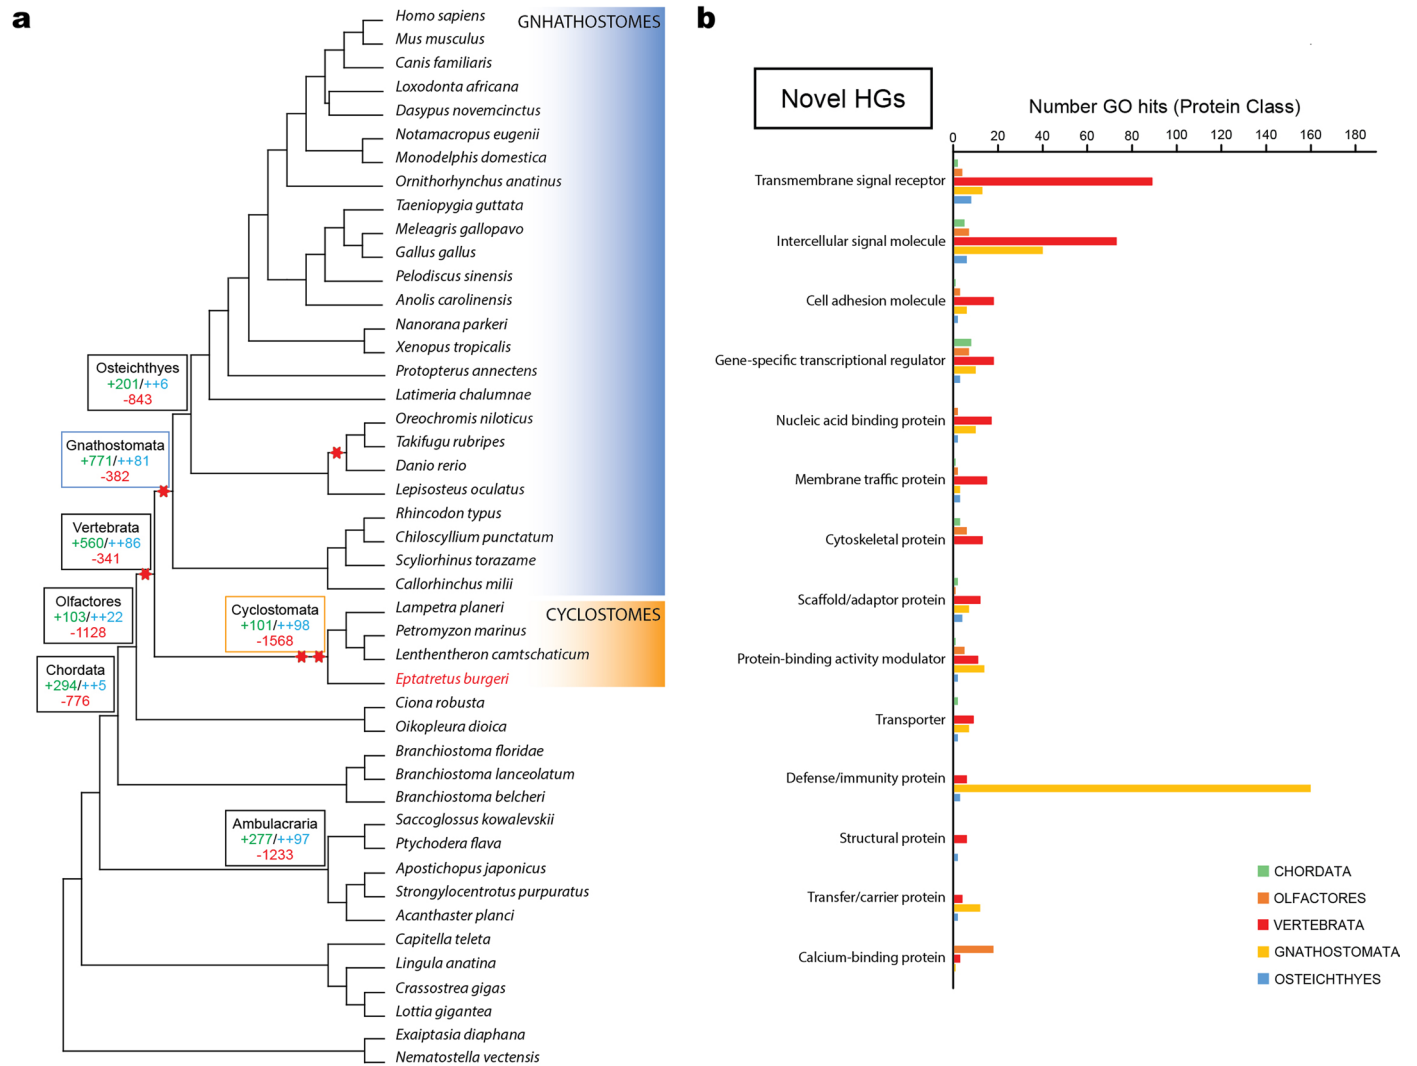 a
GNHATHOSTOMES
Homo sapiens
Mus musculus
Canis familiaris
Loxodonta africana
Dasypus novemcinctus
Notamacropus eugenii
Monodelphis domestica
Ornithorhynchus anatinus
Taeniopygia guttata
Meleagris gallopavo
Gallus gallus
Pelodiscus sinensis
Anolis carolinensis
Nanorana parkeri
Xenopus tropicalis
Protopterus annectens
Latimeria chalumnae
Oreochromis niloticus
Takifugu rubripes
Danio rerio
Lepisosteus oculatus
Rhincodon typus
Chiloscyllium punctatum
Scyliorhinus torazame
Callorhinchus milii
CYCLOSTOMES
Lampetra planeri
Petromyzon marinus
Lenthentheron camtschaticum
Eptatretus burgeri
Ciona robusta
Oikopleura dioica
Branchiostoma floridae
Branchiostoma lanceolatum
Branchiostoma belcheri
Saccoglossus kowalevskii
Ptychodera flava
Apostichopus japonicus
Strongylocentrotus purpuratus
Acanthaster planci
Capitella teleta
Lingula anatina
Crassostrea gigas
Lottia gigantea
Exaiptasia diaphana
Nematostella vectensis
Osteichthyes
+201/++6
-843
Gnathostomata
+771/++81
-382
Vertebrata
+560/++86
-341
Olfactores
+103/++22
-1128
Chordata
+294/++5
-776
Cyclostomata
+101/++98
-1568
Ambulacraria
+277/++97
-1233
b
Novel HGs
Number GO hits (Protein Class)
0 20 40 60 80 100 120 140 160 180
Transmembrane signal receptor
Intercellular signal molecule
Cell adhesion molecule
Gene-specific transcriptional regulator
Nucleic acid binding protein
Membrane traffic protein
Cytoskeletal protein
Scaffold/adaptor protein
Protein-binding activity modulator
Transporter
Defense/immunity protein
Structural protein
Transfer/carrier protein
Calcium-binding protein
CHORDATA
OLFACTORES
VERTEBRATA
GNATHOSTOMATA
OSTEICHTHYES